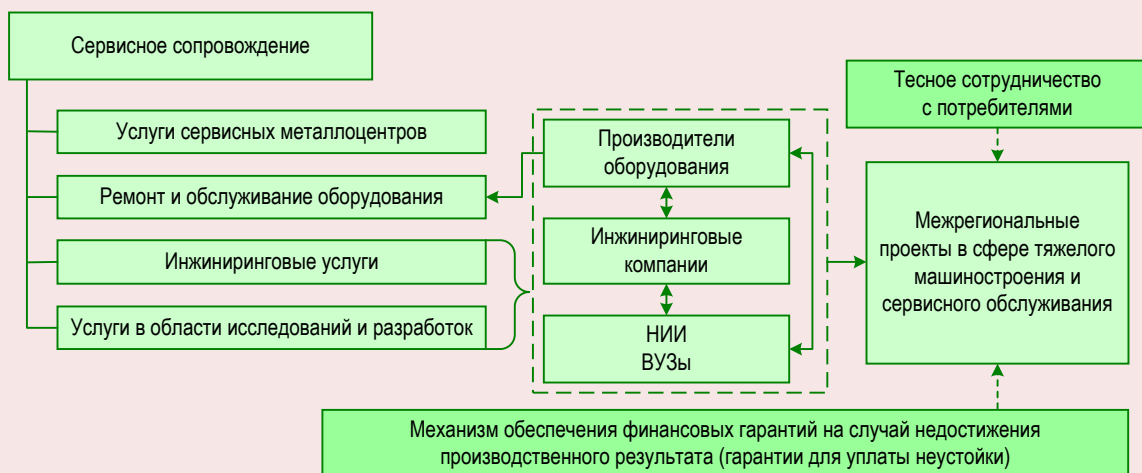 Сервисное сопровождение
Услуги сервисных металлоцентров
Ремонт и обслуживание оборудования
Инжиниринговые услуги
Услуги в области исследований и разработок
Производители
оборудования
Инжиниринговые
компании
НИИ
ВУЗы
Тесное сотрудничество
с потребителями
Межрегиональные
проекты в сфере тяжелого
машиностроения и
сервисного обслуживания
Механизм обеспечения финансовых гарантий на случай недостижения
производственного результата (гарантии для уплаты неустойки)